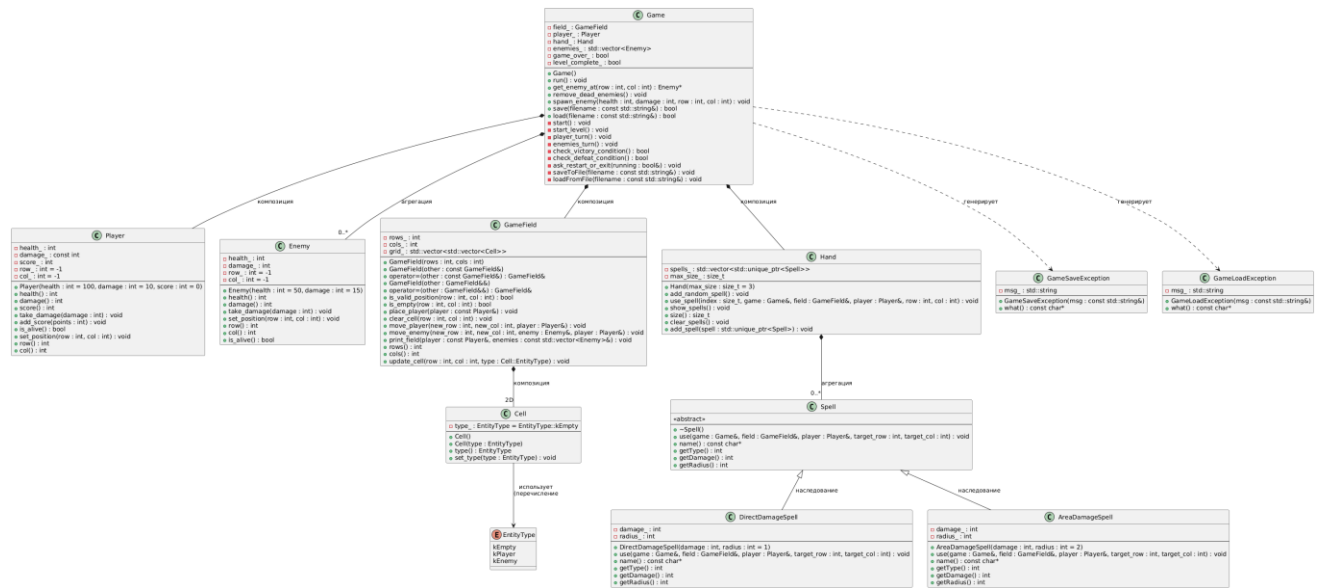 C Game
field_ : GameField
player_ : Player
hand_ : Hand
enemies_ : std::vector<Enemy>
game_over_ : bool
level_complete_ : bool
Game()
run() : void
get_enemy_at(row : int, col : int) : Enemy*
remove_dead_enemies() : void
spawn_enemy(health : int, damage : int, row : int, col : int) : void
save(filename : const std::string&) : bool
load(filename : const std::string&) : bool
start() : void
start_level() : void
player_turn() : void
enemies_turn() : void
check_victory_condition() : bool
check_defeat_condition() : bool
ask_restart_or_exit(running : bool&) : void
saveToFile(filename : const std::string&) : void
loadFromFile(filename : const std::string&) : void
композиция
агрегация
композиция
композиция
генерирует
генерирует
0..*
C Player
health_ : int
damage_ : const int
score_ : int
row_ : int = -1
col_ : int = -1
Player(health : int = 100, damage : int = 10, score : int = 0)
health() : int
damage() : int
score() : int
take_damage(damage : int) : void
add_score(points : int) : void
is_alive() : bool
set_position(row : int, col : int) : void
row() : int
col() : int
C Enemy
health_ : int
damage_ : int
row_ : int = -1
col_ : int = -1
Enemy(health : int = 50, damage : int = 15)
health() : int
damage() : int
take_damage(damage : int) : void
set_position(row : int, col : int) : void
row() : int
col() : int
is_alive() : bool
C GameField
rows_ : int
cols_ : int
grid_ : std::vector<std::vector<Cell>>
GameField(rows : int, cols : int)
GameField(other : const GameField&)
operator=(other : const GameField&) : GameField&
GameField(other : GameField&&)
operator=(other : GameField&&) : GameField&
is_valid_position(row : int, col : int) : bool
is_empty(row : int, col : int) : bool
place_player(player : const Player&) : void
clear_cell(row : int, col : int) : void
move_player(new_row : int, new_col : int, player : Player&) : void
move_enemy(new_row : int, new_col : int, enemy : Enemy&, player : Player&) : void
print_field(player : const Player&, enemies : const std::vector<Enemy>&) : void
rows() : int
cols() : int
update_cell(row : int, col : int, type : Cell::EntityType) : void
C Hand
spells_ : std::vector<std::unique_ptr<Spell>>
max_size_ : size_t
Hand(max_size : size_t = 3)
add_random_spell() : void
use_spell(index : size_t, game : Game&, field : GameField&, player : Player&, row : int, col : int) : void
show_spells() : void
size() : size_t
clear_spells() : void
add_spell(spell : std::unique_ptr<Spell>) : void
C GameSaveException
msg_ : std::string
GameSaveException(msg : const std::string&)
what() : const char*
C GameLoadException
msg_ : std::string
GameLoadException(msg : const std::string&)
what() : const char*
композиция
2D
агрегация
0..*
C Cell
type_ : EntityType = EntityType::kEmpty
Cell()
Cell(type : EntityType)
type() : EntityType
set_type(type : EntityType) : void
C Spell
«abstract»
~Spell()
use(game : Game&, field : GameField&, player : Player&, target_row : int, target_col : int) : void
name() : const char*
getType() : int
getDamage() : int
getRadius() : int
использует
(перечисление
наследование
наследование
E EntityType
kEmpty
kPlayer
kEnemy
C DirectDamageSpell
damage_ : int
radius_ : int
DirectDamageSpell(damage : int, radius : int = 1)
use(game : Game&, field : GameField&, player : Player&, target_row : int, target_col : int) : void
name() : const char*
getType() : int
getDamage() : int
getRadius() : int
C AreaDamageSpell
damage_ : int
radius_ : int
AreaDamageSpell(damage : int, radius : int = 2)
use(game : Game&, field : GameField&, player : Player&, target_row : int, target_col : int) : void
name() : const char*
getType() : int
getDamage() : int
getRadius() : int